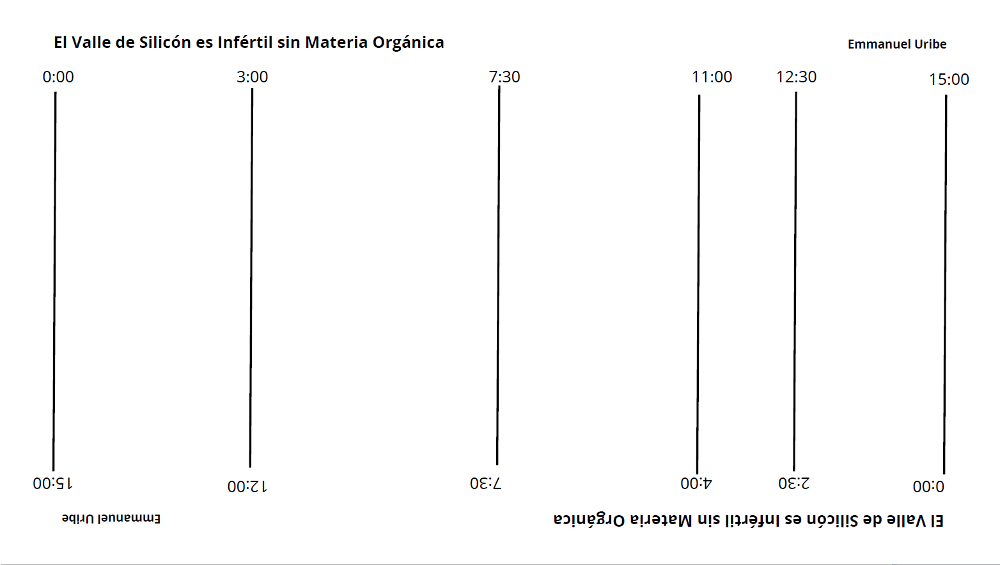 El Valle de Silicón es Infértil sin Materia Orgánica
Emmanuel Uribe
0:00 3:00 7:30 11:00 12:30 15:00
15:00 12:00 7:30 4:00 2:30 0:00
Emmanuel Uribe
El Valle de Silicón es Infértil sin Materia Orgánica